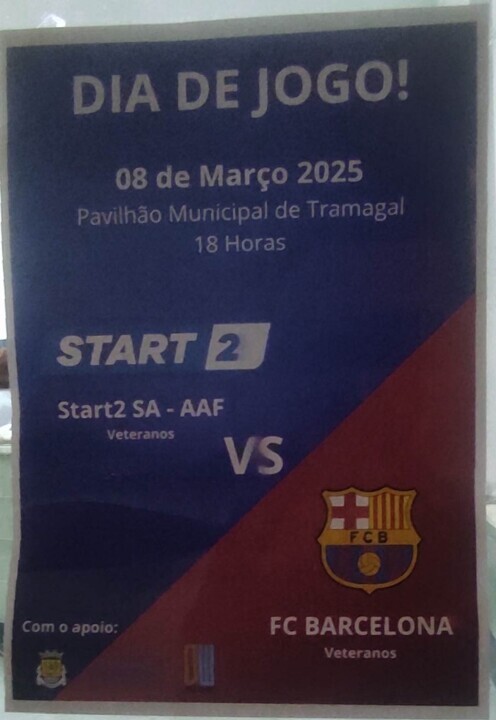 DIA DE JOGO!
08 de Março 2025
Pavilhão Municipal de Tramagal
18 Horas
START 2
Start2 SA - AAF
Veteranos
VS
FCB
FC BARCELONA
Veteranos
Com o apoio: